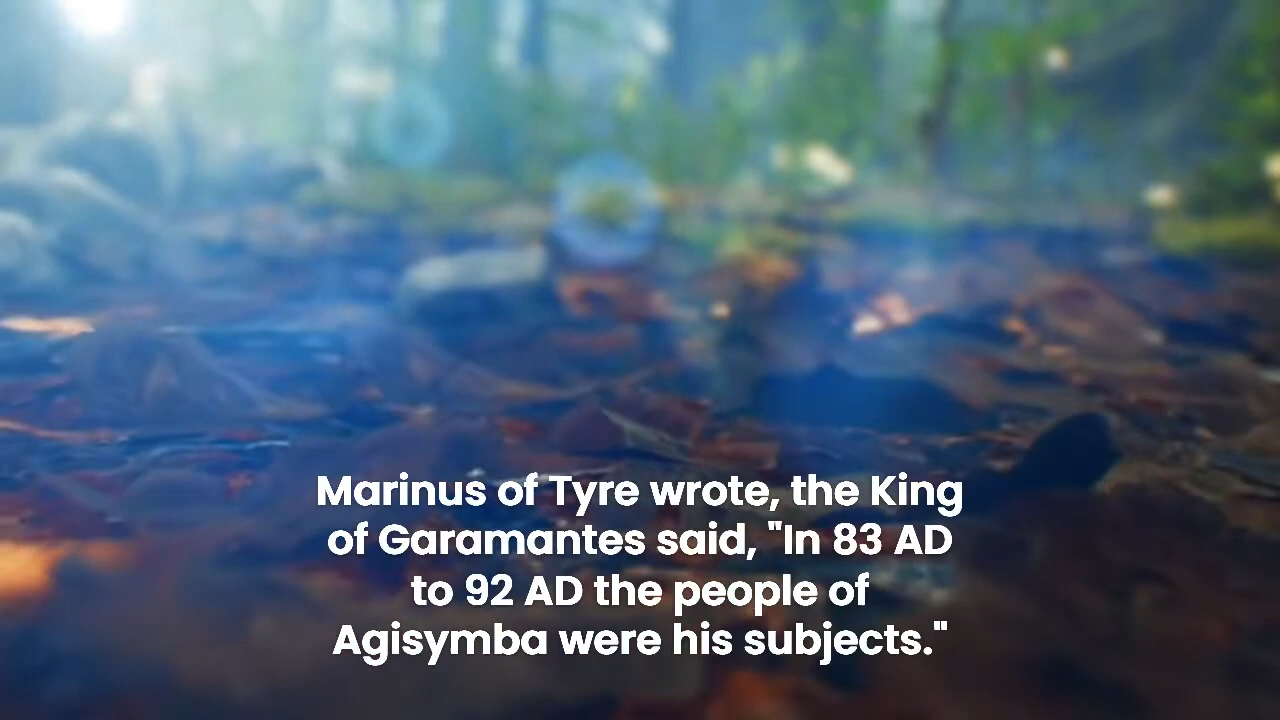 Marinus of Tyre wrote, the King
of Garamantes said, "In 83 AD
to 92 AD the people of
Agisymba were his subjects."